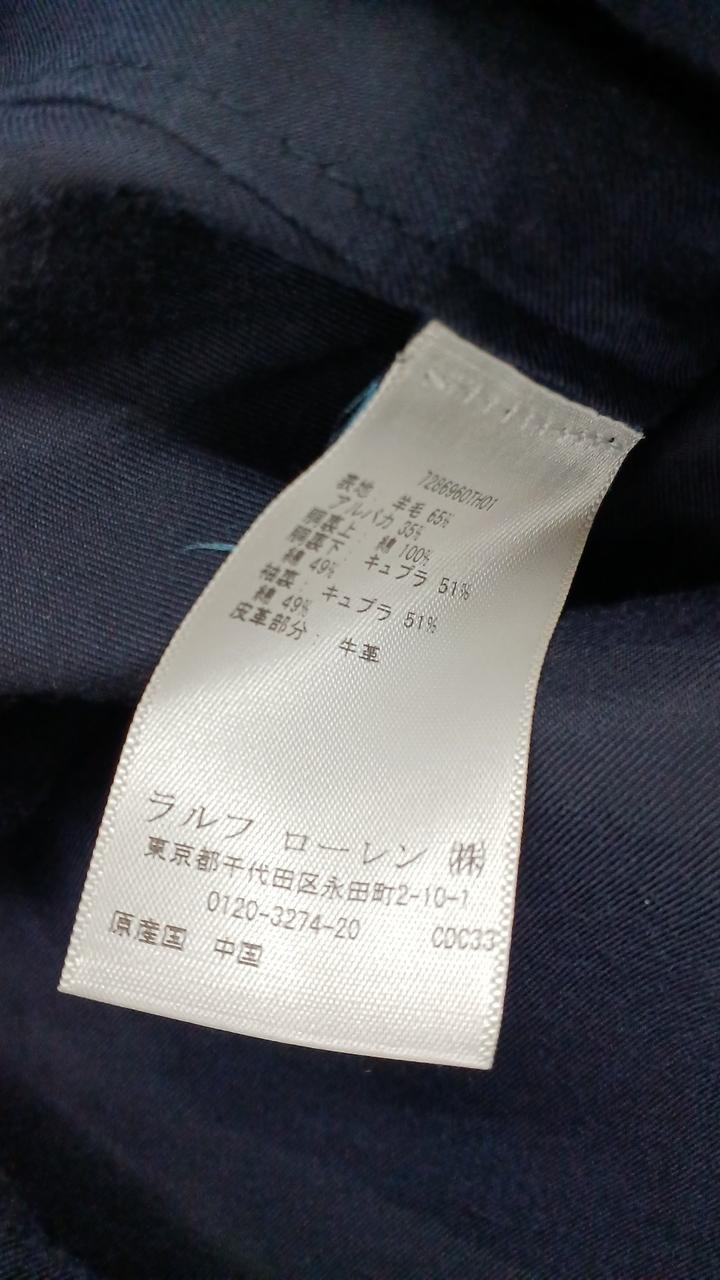 7286960TH01
表地: 羊毛 65%
アルパカ 35%
胴裏上: 綿 100%
胴裏下: キュプラ 51%
綿 49%
袖裏: キュプラ 51%
綿 49%
皮革部分: 牛革
ラルフ ローレン ㈱
東京都千代田区永田町2-10-1
0120-3274-20
CDC33
原産国 中国